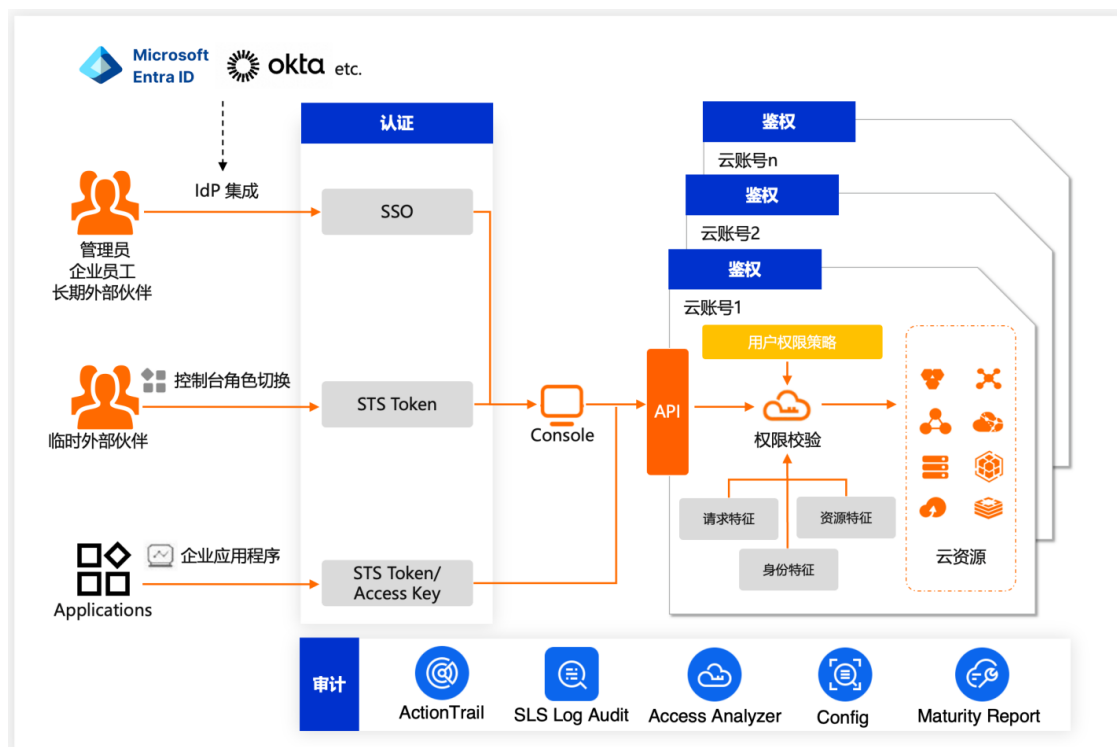 Microsoft
Entra ID
okta etc.
认证
鉴权
云账号n
IdP 集成
SSO
鉴权
云账号2
管理员
企业员工
长期外部伙伴
鉴权
云账号1
用户权限策略
控制台角色切换
STS Token
Console
API
权限校验
临时外部伙伴
请求特征
资源特征
身份特征
云资源
企业应用程序
STS Token/
Access Key
Applications
审计
ActionTrail
SLS Log Audit
Access Analyzer
Config
Maturity Report